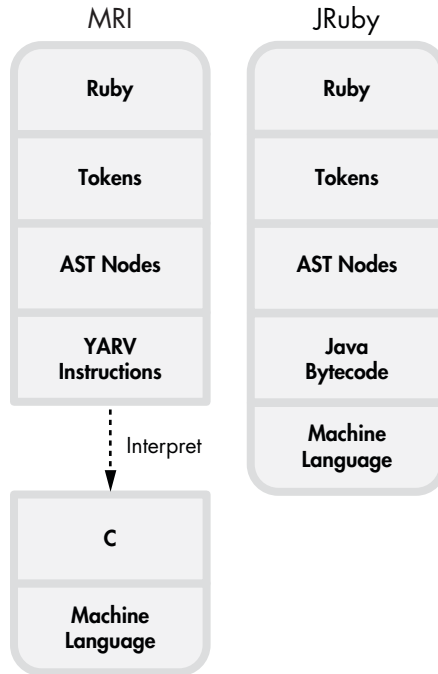 MRI
Ruby
Tokens
AST Nodes
YARV
Instructions
Interpret
C
Machine
Language
JRuby
Ruby
Tokens
AST Nodes
Java
Bytecode
Machine
Language